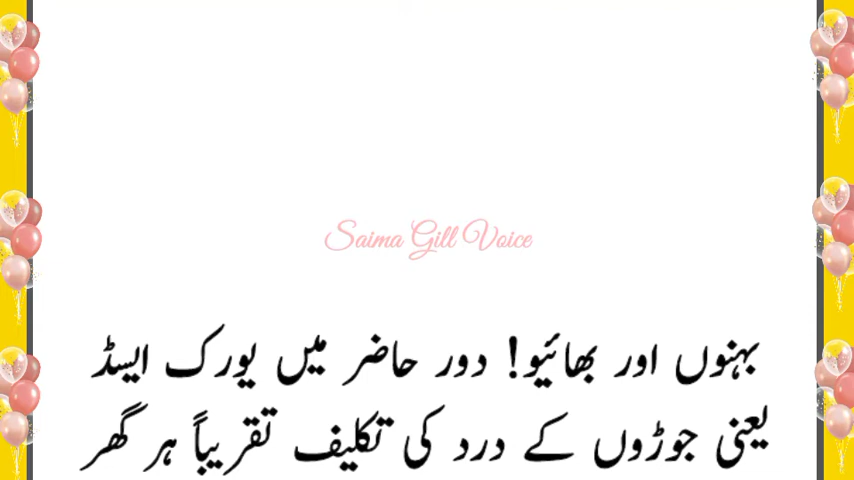 Saima Gill Voice
بہنوں اور بھائیو! دور حاضر میں یورک ایسڈ
یعنی جوڑوں کے درد کی تکلیف تقریباً ہر گھر